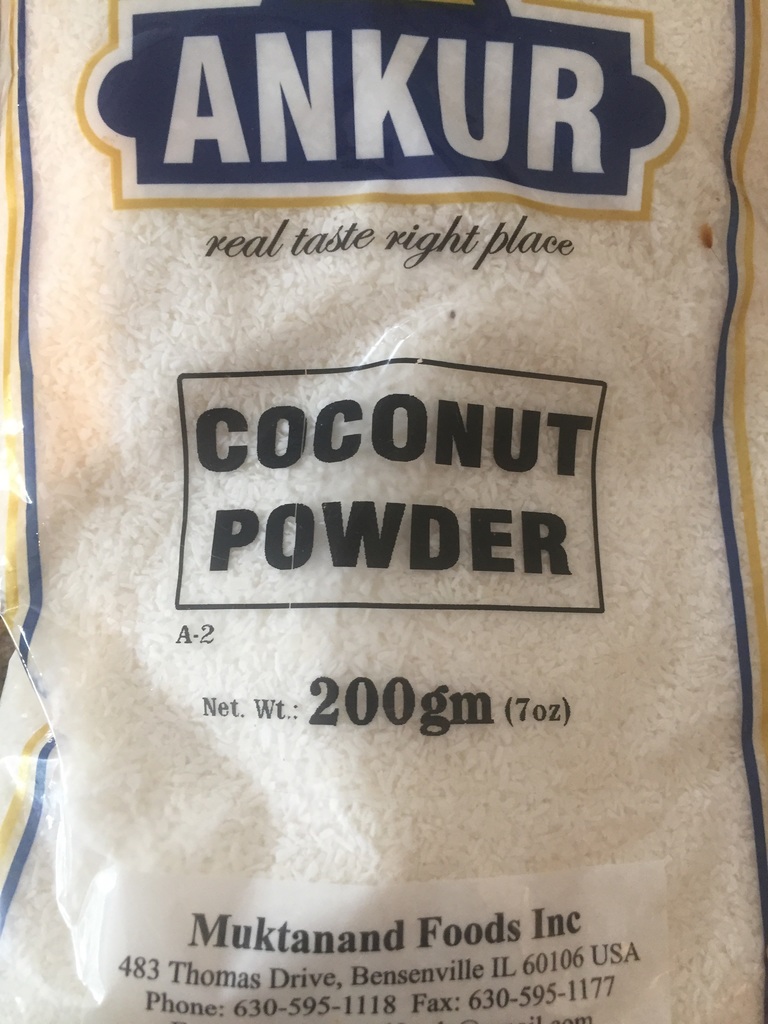 ANKUR
real taste right place
COCONUT
POWDER
A-2
Net. Wt.: 200gm (7oz)
Muktanand Foods Inc
483 Thomas Drive, Bensenville IL 60106 USA
Phone: 630-595-1118 Fax: 630-595-1177